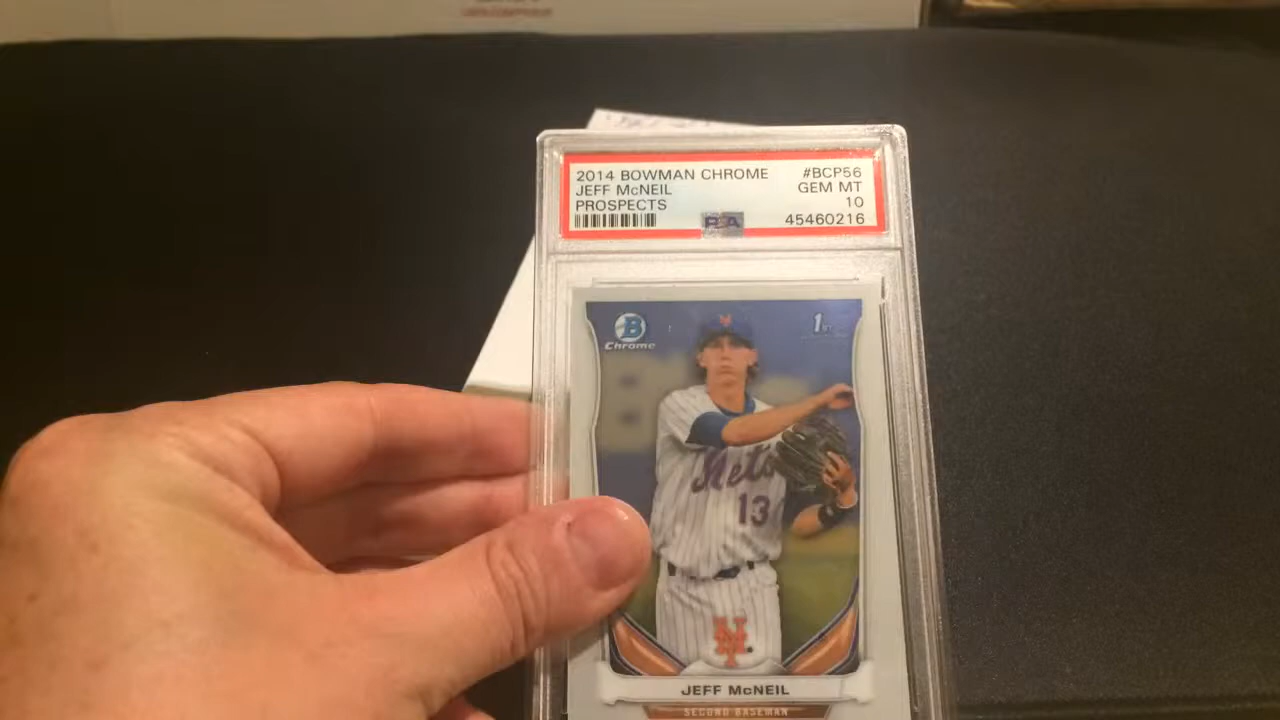 2014 BOWMAN CHROME #BCP56
JEFF McNEIL GEM MT
PROSPECTS 10
PSA 45460216
B
Chrome
1st
Mets
13
NY
JEFF McNEIL
SECOND BASEMAN